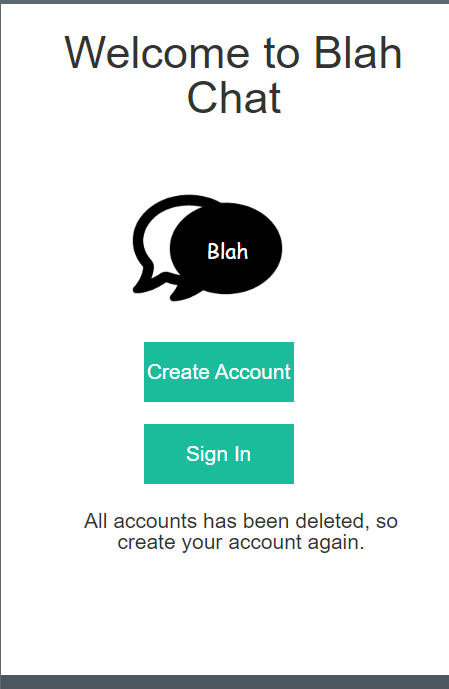 Welcome to Blah
Chat
Blah
Create Account
Sign In
All accounts has been deleted, so
create your account again.